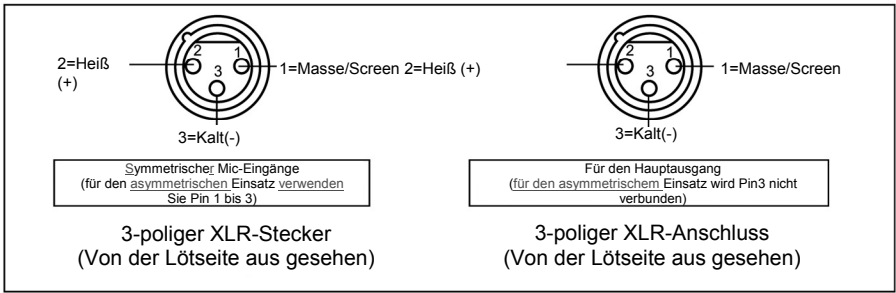 2=Heiß
(+)
2
1
3
1=Masse/Screen
3=Kalt(-)
Symmetrischer Mic-Eingänge
(für den asymmetrischen Einsatz verwenden
Sie Pin 1 bis 3)
3-poliger XLR-Stecker
(Von der Lötseite aus gesehen)
2=Heiß (+)
2
1
3
1=Masse/Screen
3=Kalt(-)
Für den Hauptausgang
(für den asymmetrischem Einsatz wird Pin3 nicht
verbunden)
3-poliger XLR-Anschluss
(Von der Lötseite aus gesehen)